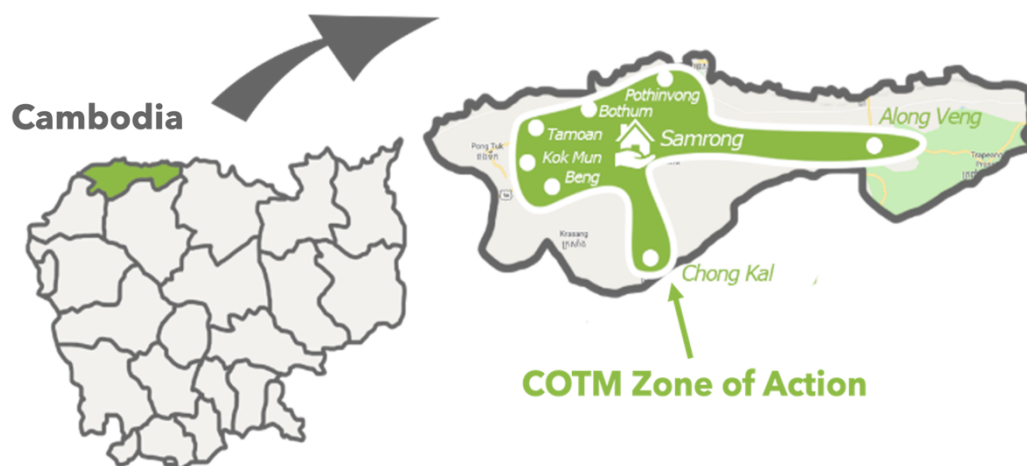 Cambodia
Pothinvong
Bothum
Along Veng
Tamoan
Samrong
Pong Tuk
Kok Mun
Beng
Krasang
Chong Kal
COTM Zone of Action